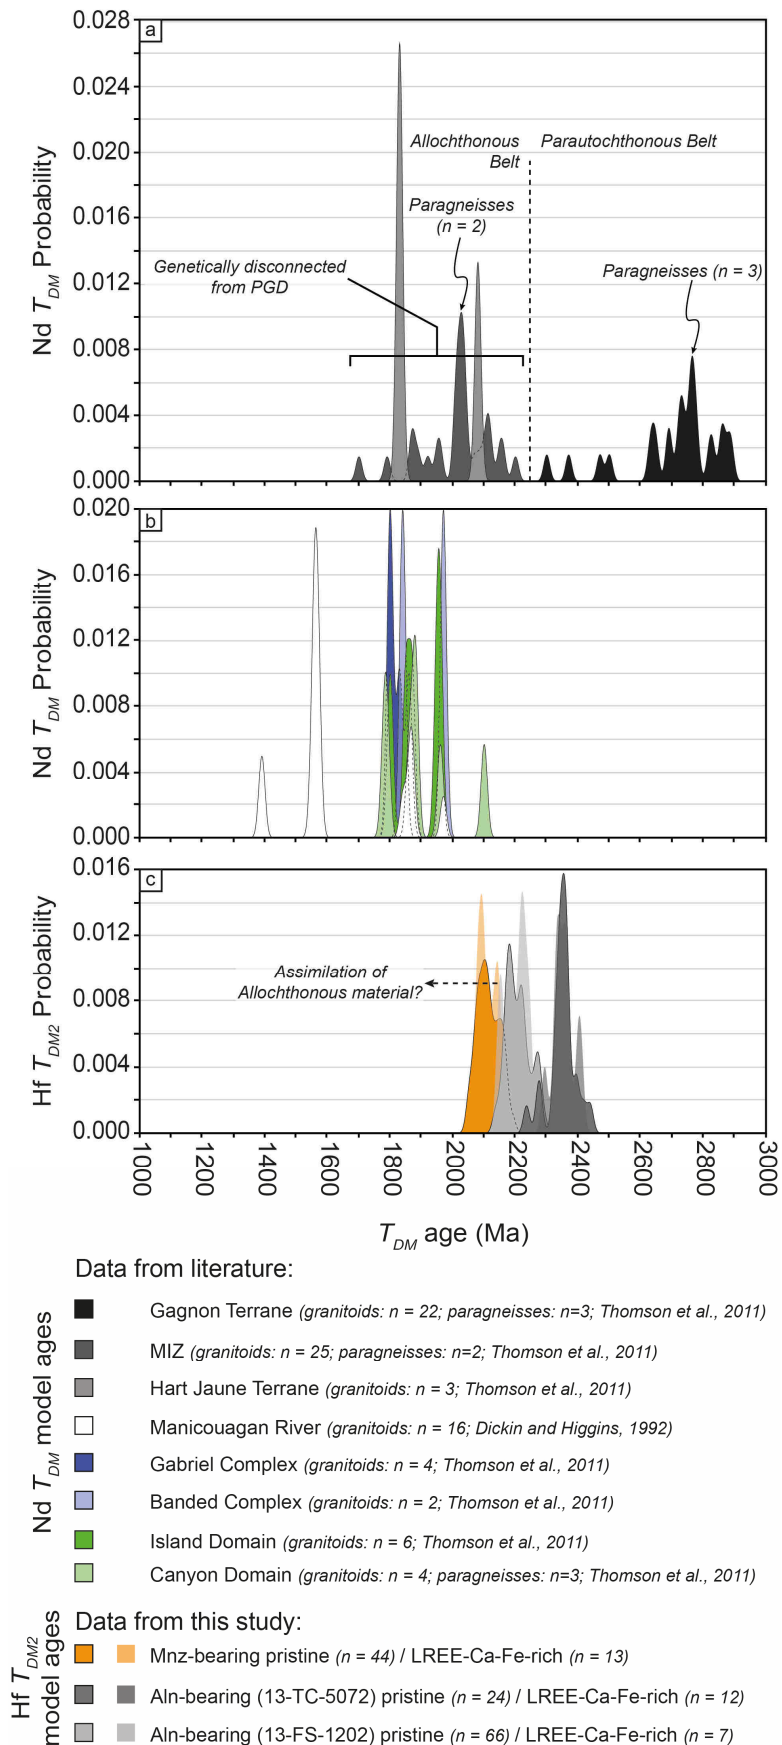 a
0.028
0.024
0.020
0.016
0.012
0.008
0.004
0.000
Nd TDM Probability
Allochthonous
Belt
Parautochthonous Belt
Paragneisses
(n = 2)
Genetically disconnected
from PGD
Paragneisses (n = 3)
b
0.020
0.016
0.012
0.008
0.004
0.000
Nd TDM Probability
c
0.016
0.012
0.008
0.004
0.000
Hf TDM2 Probability
Assimilation of
Allochthonous material?
1000
1200
1400
1600
1800
2000
2200
2400
2600
2800
3000
TDM age (Ma)
Data from literature:
Nd TDM model ages
Gagnon Terrane (granitoids: n = 22; paragneisses: n=3; Thomson et al., 2011)
MIZ (granitoids: n = 25; paragneisses: n=2; Thomson et al., 2011)
Hart Jaune Terrane (granitoids: n = 3; Thomson et al., 2011)
Manicouagan River (granitoids: n = 16; Dickin and Higgins, 1992)
Gabriel Complex (granitoids: n = 4; Thomson et al., 2011)
Banded Complex (granitoids: n = 2; Thomson et al., 2011)
Island Domain (granitoids: n = 6; Thomson et al., 2011)
Canyon Domain (granitoids: n = 4; paragneisses: n=3; Thomson et al., 2011)
Data from this study:
Hf TDM2
model ages
Mnz-bearing pristine (n = 44) / LREE-Ca-Fe-rich (n = 13)
Aln-bearing (13-TC-5072) pristine (n = 24) / LREE-Ca-Fe-rich (n = 12)
Aln-bearing (13-FS-1202) pristine (n = 66) / LREE-Ca-Fe-rich (n = 7)